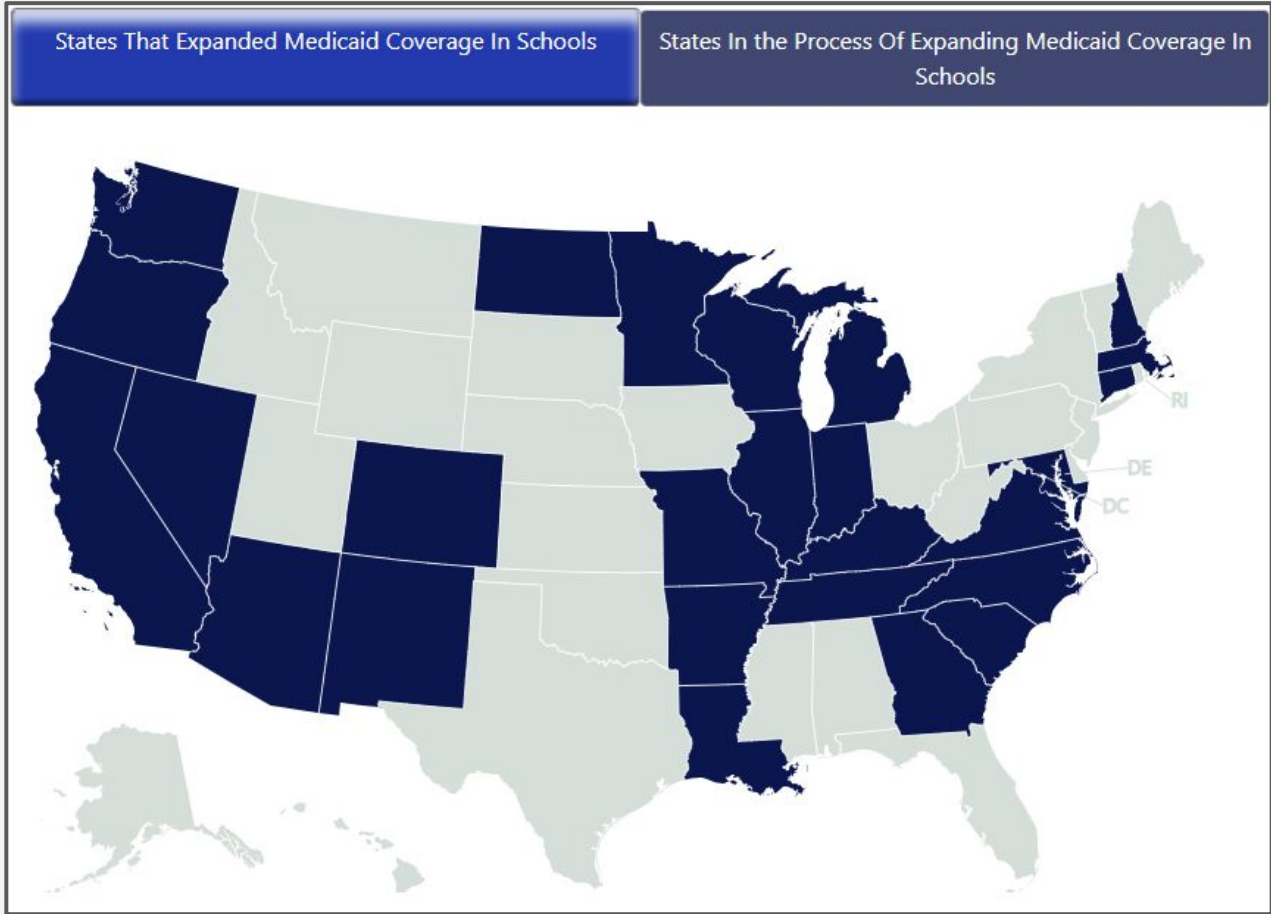 States That Expanded Medicaid Coverage In Schools
States In the Process Of Expanding Medicaid Coverage In
Schools
RI
DE
DC